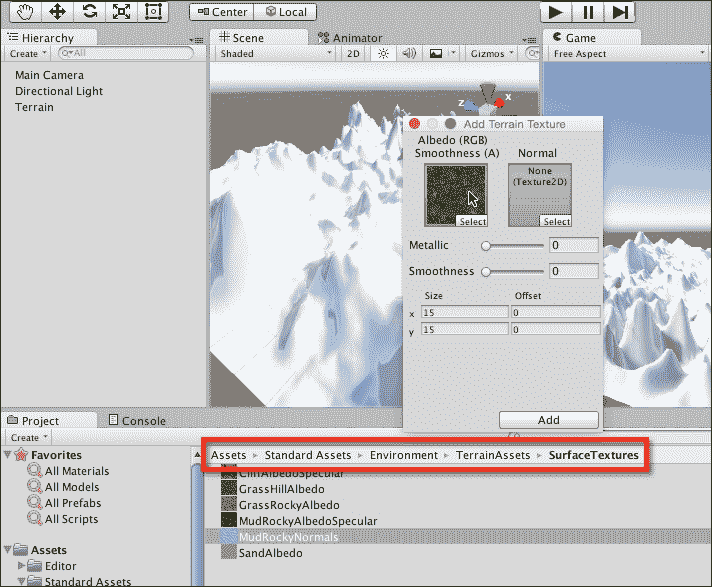 Center Local
Hierarchy Scene Animator Game
Create All Shaded 2D Gizmos Free Aspect
Main Camera
Directional Light
Terrain
z x
Add Terrain Texture
Albedo (RGB)
Smoothness (A) Normal
None
(Texture2D)
Select Select
Metallic 0
Smoothness 0
Size Offset
x 15 0
y 15 0
Add
Project Console
Create
Favorites
All Materials
All Models
All Prefabs
All Scripts
Assets
Editor
Standard Assets
Assets Standard Assets Environment TerrainAssets SurfaceTextures
CliffAlbedoSpecular
GrassHillAlbedo
GrassRockyAlbedo
MudRockyAlbedoSpecular
MudRockyNormals
SandAlbedo